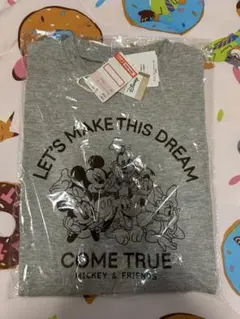 LET'S MAKE THIS DREAM
COME TRUE
MICKEY & FRIENDS